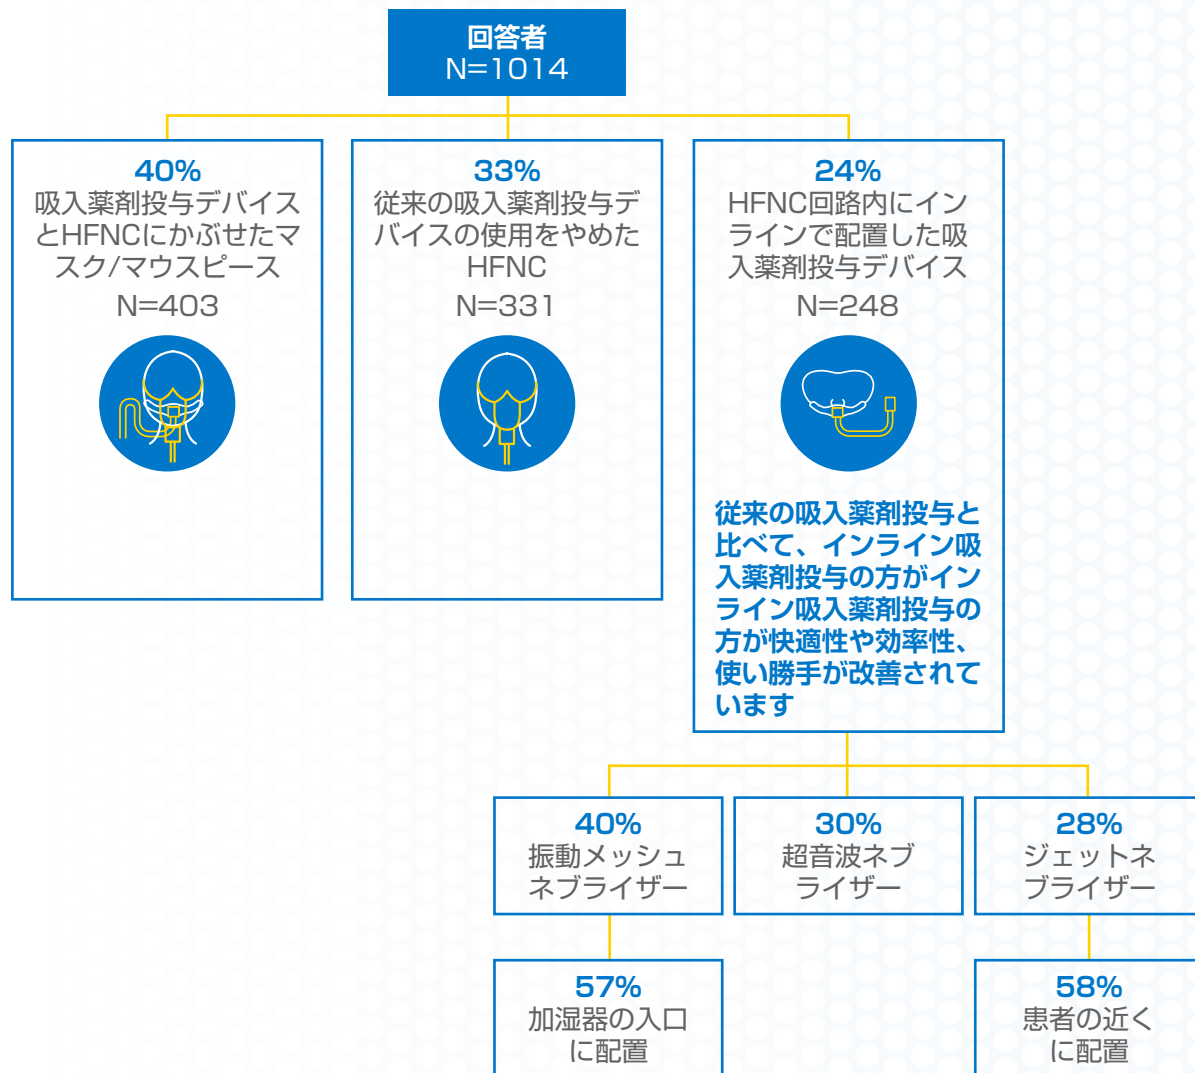 回答者
N=1014
40%
吸入薬剤投与デバイス
とHFNCにかぶせたマ
スク/マウスピース
N=403
33%
従来の吸入薬剤投与デ
バイスの使用をやめた
HFNC
N=331
24%
HFNC回路内にイン
ラインで配置した吸
入薬剤投与デバイス
N=248
従来の吸入薬剤投与と
比べて、インライン吸
入薬剤投与の方がイン
ライン吸入薬剤投与の
方が快適性や効率性、
使い勝手が改善されて
います
40%
振動メッシュ
ネブライザー
30%
超音波ネブ
ライザー
28%
ジェットネ
ブライザー
57%
加湿器の入口
に配置
58%
患者の近く
に配置